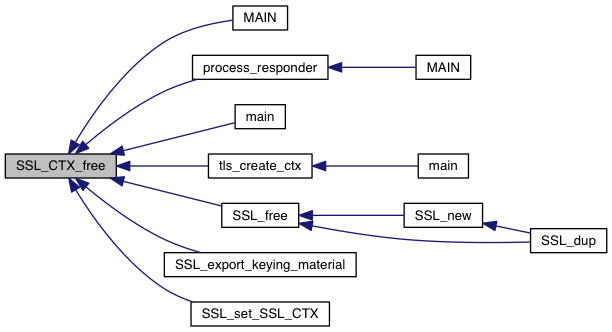 MAIN
process_responder
MAIN
main
SSL_CTX_free
tls_create_ctx
main
SSL_free
SSL_new
SSL_dup
SSL_export_keying_material
SSL_set_SSL_CTX